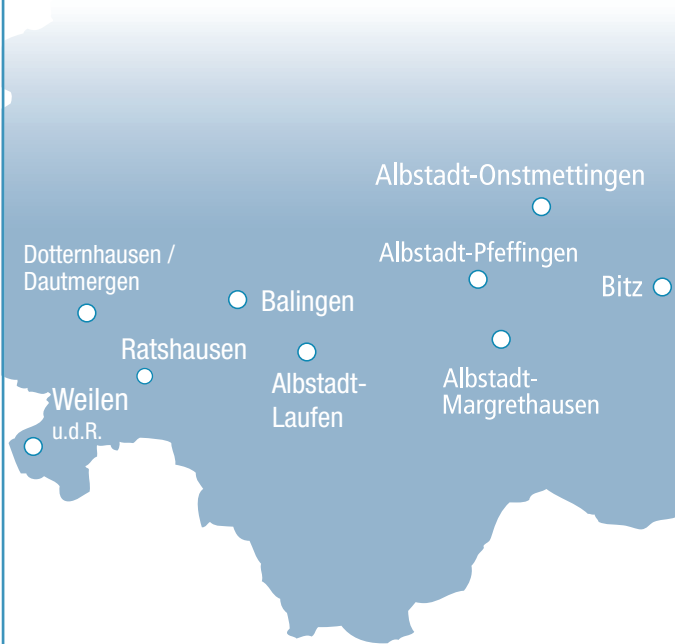 Albstadt-Onstmettingen
Albstadt-Pfeffingen
Dotternhausen /
Dautmergen
Bitz
Balingen
Ratshausen
Albstadt-
Laufen
Albstadt-
Margrethausen
Weilen
u.d.R.